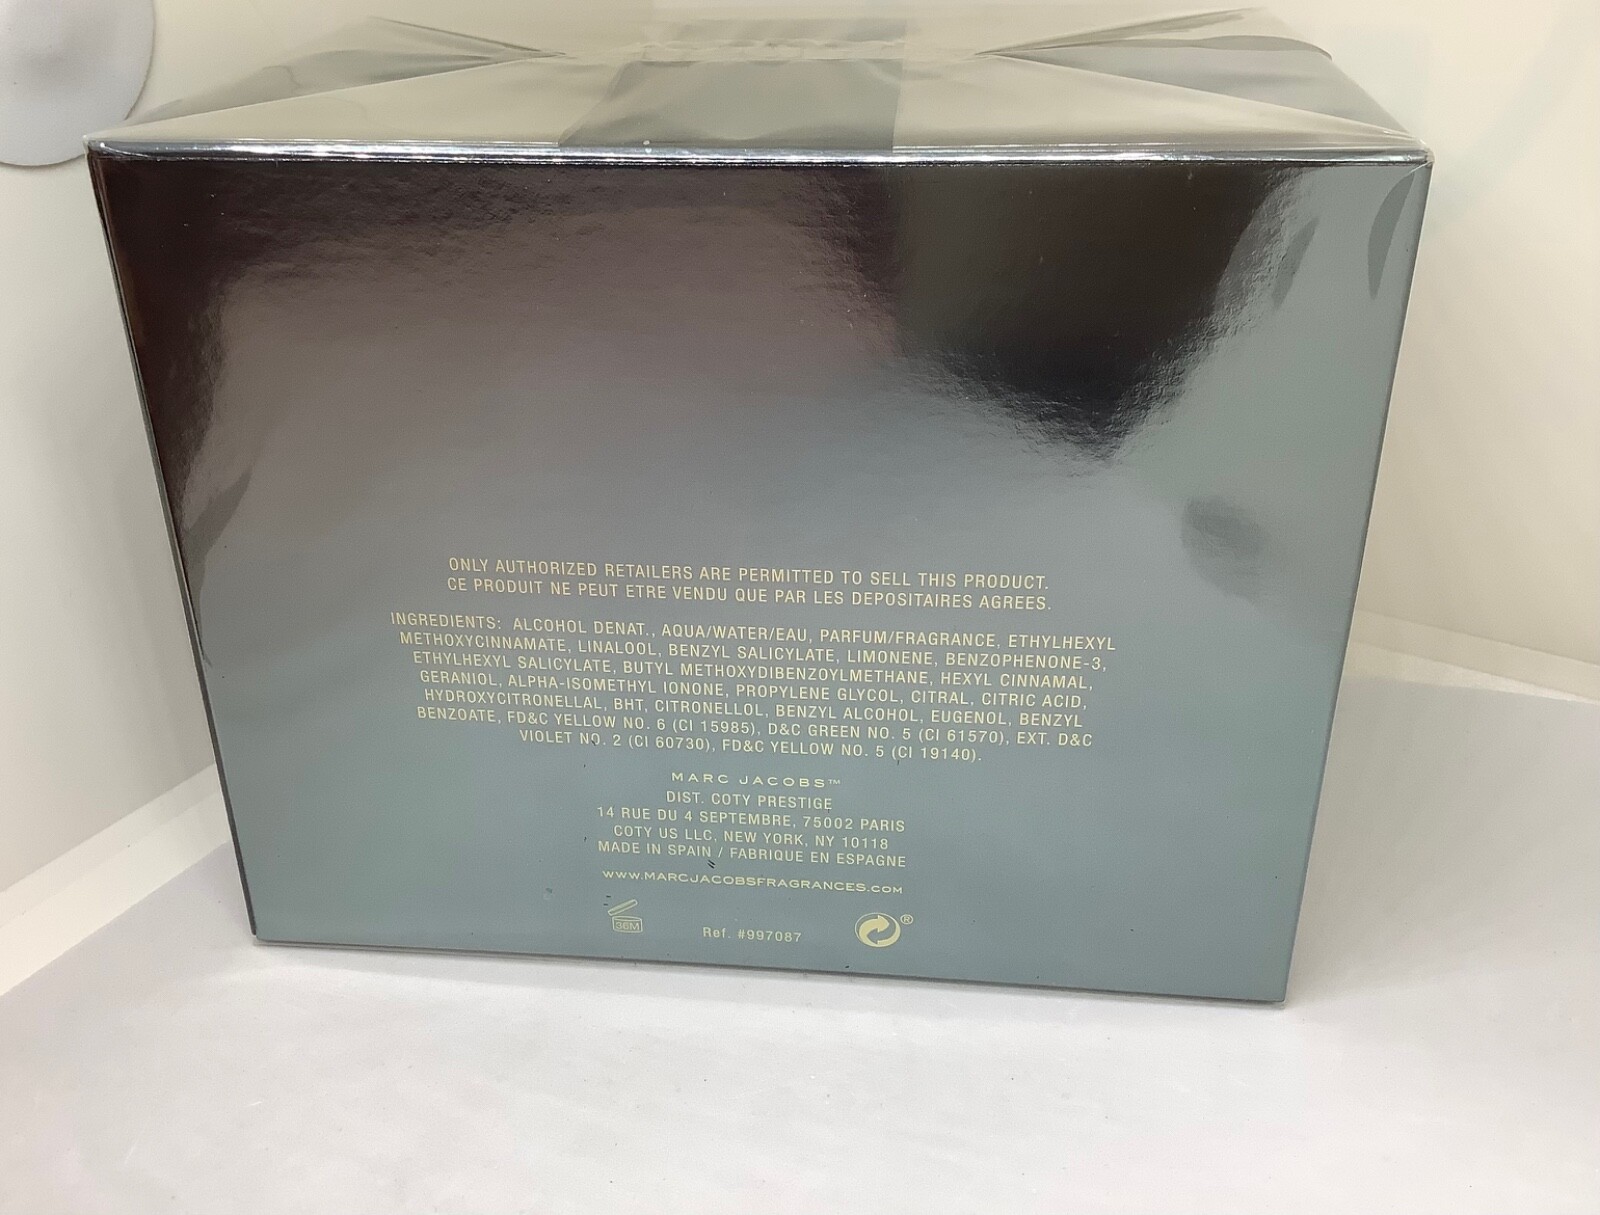 ONLY AUTHORIZED RETAILERS ARE PERMITTED TO SELL THIS PRODUCT.
CE PRODUIT NE PEUT ETRE VENDU QUE PAR LES DEPOSITAIRES AGREES.
INGREDIENTS: ALCOHOL DENAT., AQUA/WATER/EAU, PARFUM/FRAGRANCE, ETHYLHEXYL
METHOXYCINNAMATE, LINALOOL, BENZYL SALICYLATE, LIMONENE, BENZOPHENONE-3,
ETHYLHEXYL SALICYLATE, BUTYL METHOXYDIBENZOYLMETHANE, HEXYL CINNAMAL,
GERANIOL, ALPHA-ISOMETHYL IONONE, PROPYLENE GLYCOL, CITRAL, CITRIC ACID,
HYDROXYCITRONELLAL, BHT, CITRONELLOL, BENZYL ALCOHOL, EUGENOL, BENZYL
BENZOATE, FD&C YELLOW NO. 6 (CI 15985), D&C GREEN NO. 5 (CI 61570), EXT. D&C
VIOLET NO. 2 (CI 60730), FD&C YELLOW NO. 5 (CI 19140).
MARC JACOBS™
DIST. COTY PRESTIGE
14 RUE DU 4 SEPTEMBRE, 75002 PARIS
COTY US LLC, NEW YORK, NY 10118
MADE IN SPAIN / FABRIQUE EN ESPAGNE
WWW.MARCJACOBSFRAGRANCES.COM
36M
Ref. #997087
®